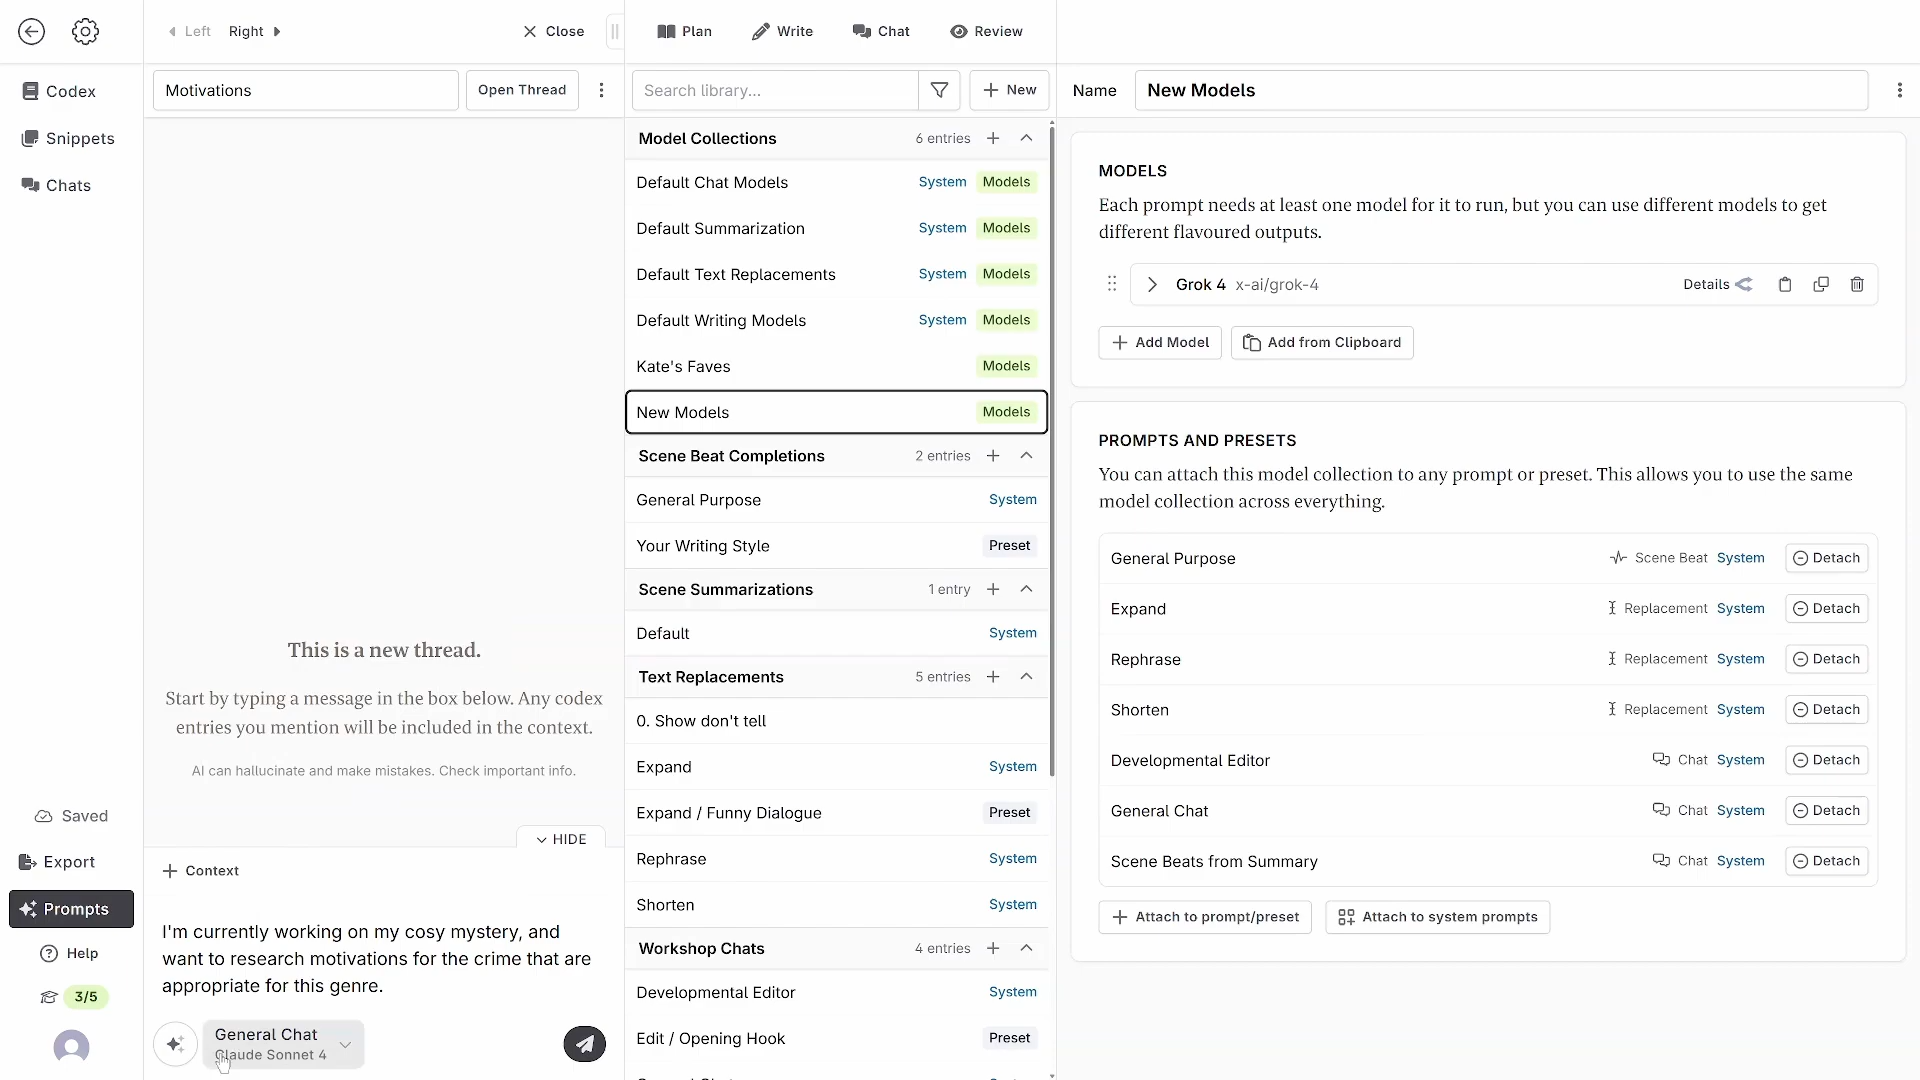 Left
Right
Close
Plan
Write
Chat
Review
Codex
Snippets
Chats
Saved
Export
Prompts
Help
3/5
Motivations
Open Thread
This is a new thread.
Start by typing a message in the box below. Any codex
entries you mention will be included in the context.
AI can hallucinate and make mistakes. Check important info.
HIDE
Context
I'm currently working on my cosy mystery, and
want to research motivations for the crime that are
appropriate for this genre.
General Chat
Claude Sonnet 4
Search library...
New
Model Collections 6 entries
Default Chat Models System Models
Default Summarization System Models
Default Text Replacements System Models
Default Writing Models System Models
Kate's Faves Models
New Models Models
Scene Beat Completions 2 entries
General Purpose System
Your Writing Style Preset
Scene Summarizations 1 entry
Default System
Text Replacements 5 entries
0. Show don't tell
Expand System
Expand / Funny Dialogue Preset
Rephrase System
Shorten System
Workshop Chats 4 entries
Developmental Editor System
Edit / Opening Hook Preset
Name New Models
MODELS
Each prompt needs at least one model for it to run, but you can use different models to get
different flavoured outputs.
Grok 4 x-ai/grok-4 Details
Add Model
Add from Clipboard
PROMPTS AND PRESETS
You can attach this model collection to any prompt or preset. This allows you to use the same
model collection across everything.
General Purpose Scene Beat System Detach
Expand Replacement System Detach
Rephrase Replacement System Detach
Shorten Replacement System Detach
Developmental Editor Chat System Detach
General Chat Chat System Detach
Scene Beats from Summary Chat System Detach
Attach to prompt/preset
Attach to system prompts